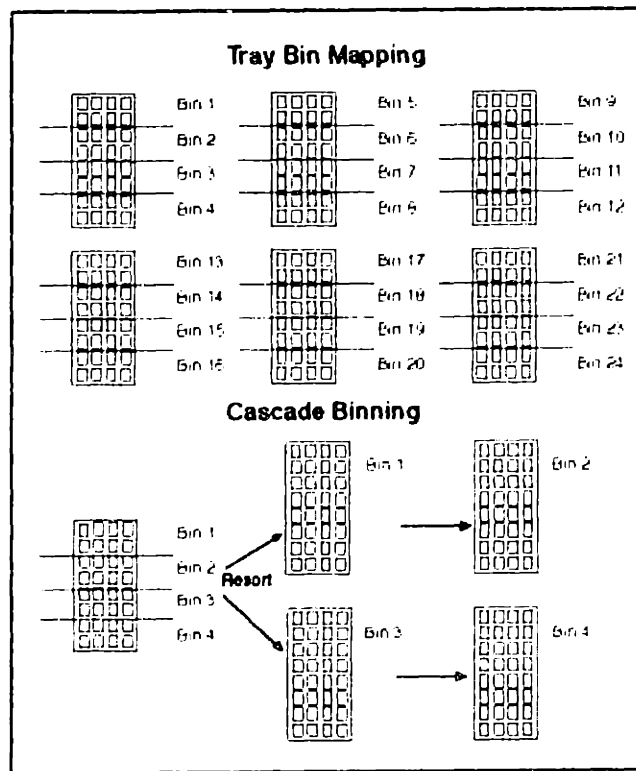 Tray Bin Mapping
Bin 1 Bin 5 Bin 9
Bin 2 Bin 6 Bin 10
Bin 3 Bin 7 Bin 11
Bin 4 Bin 8 Bin 12
Bin 13 Bin 17 Bin 21
Bin 14 Bin 18 Bin 22
Bin 15 Bin 19 Bin 23
Bin 16 Bin 20 Bin 24
Cascade Binning
Bin 1 Bin 2
Bin 1
Bin 2
Resort
Bin 3
Bin 4
Bin 3 Bin 4